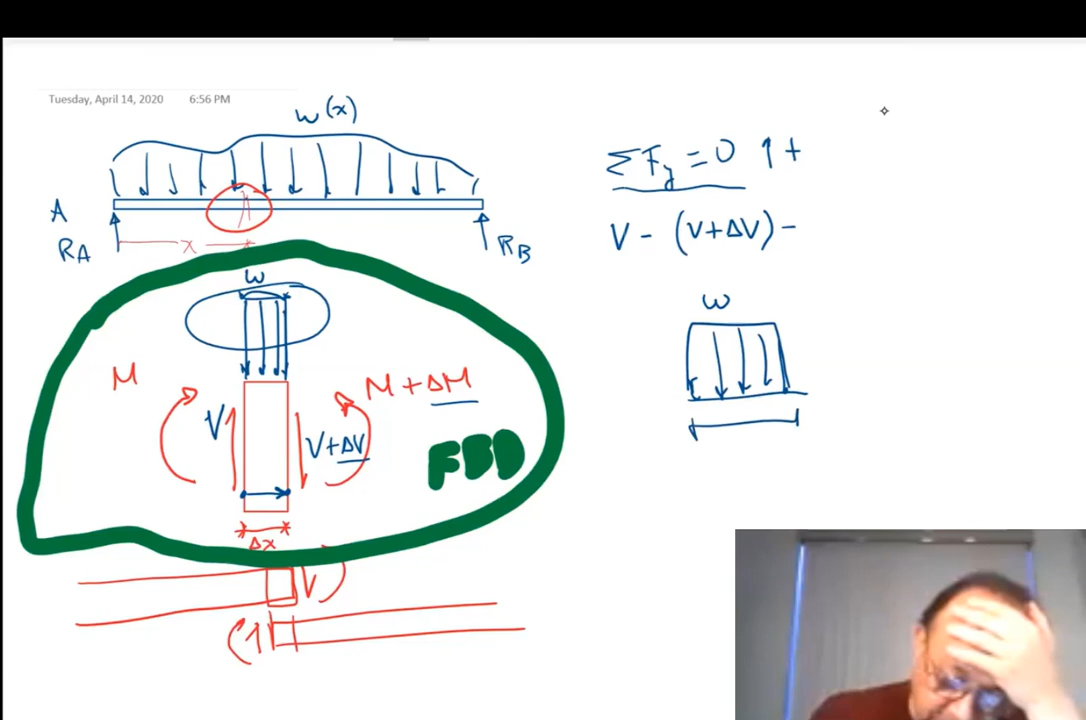 Tuesday, April 14, 2020 6:56 PM
w(x)
A
RA
x
RB
ΣFy = 0 ↑+
V - (V+ΔV) -
w
w
M
M + ΔM
V
V+ΔV
FBD
Δx
V